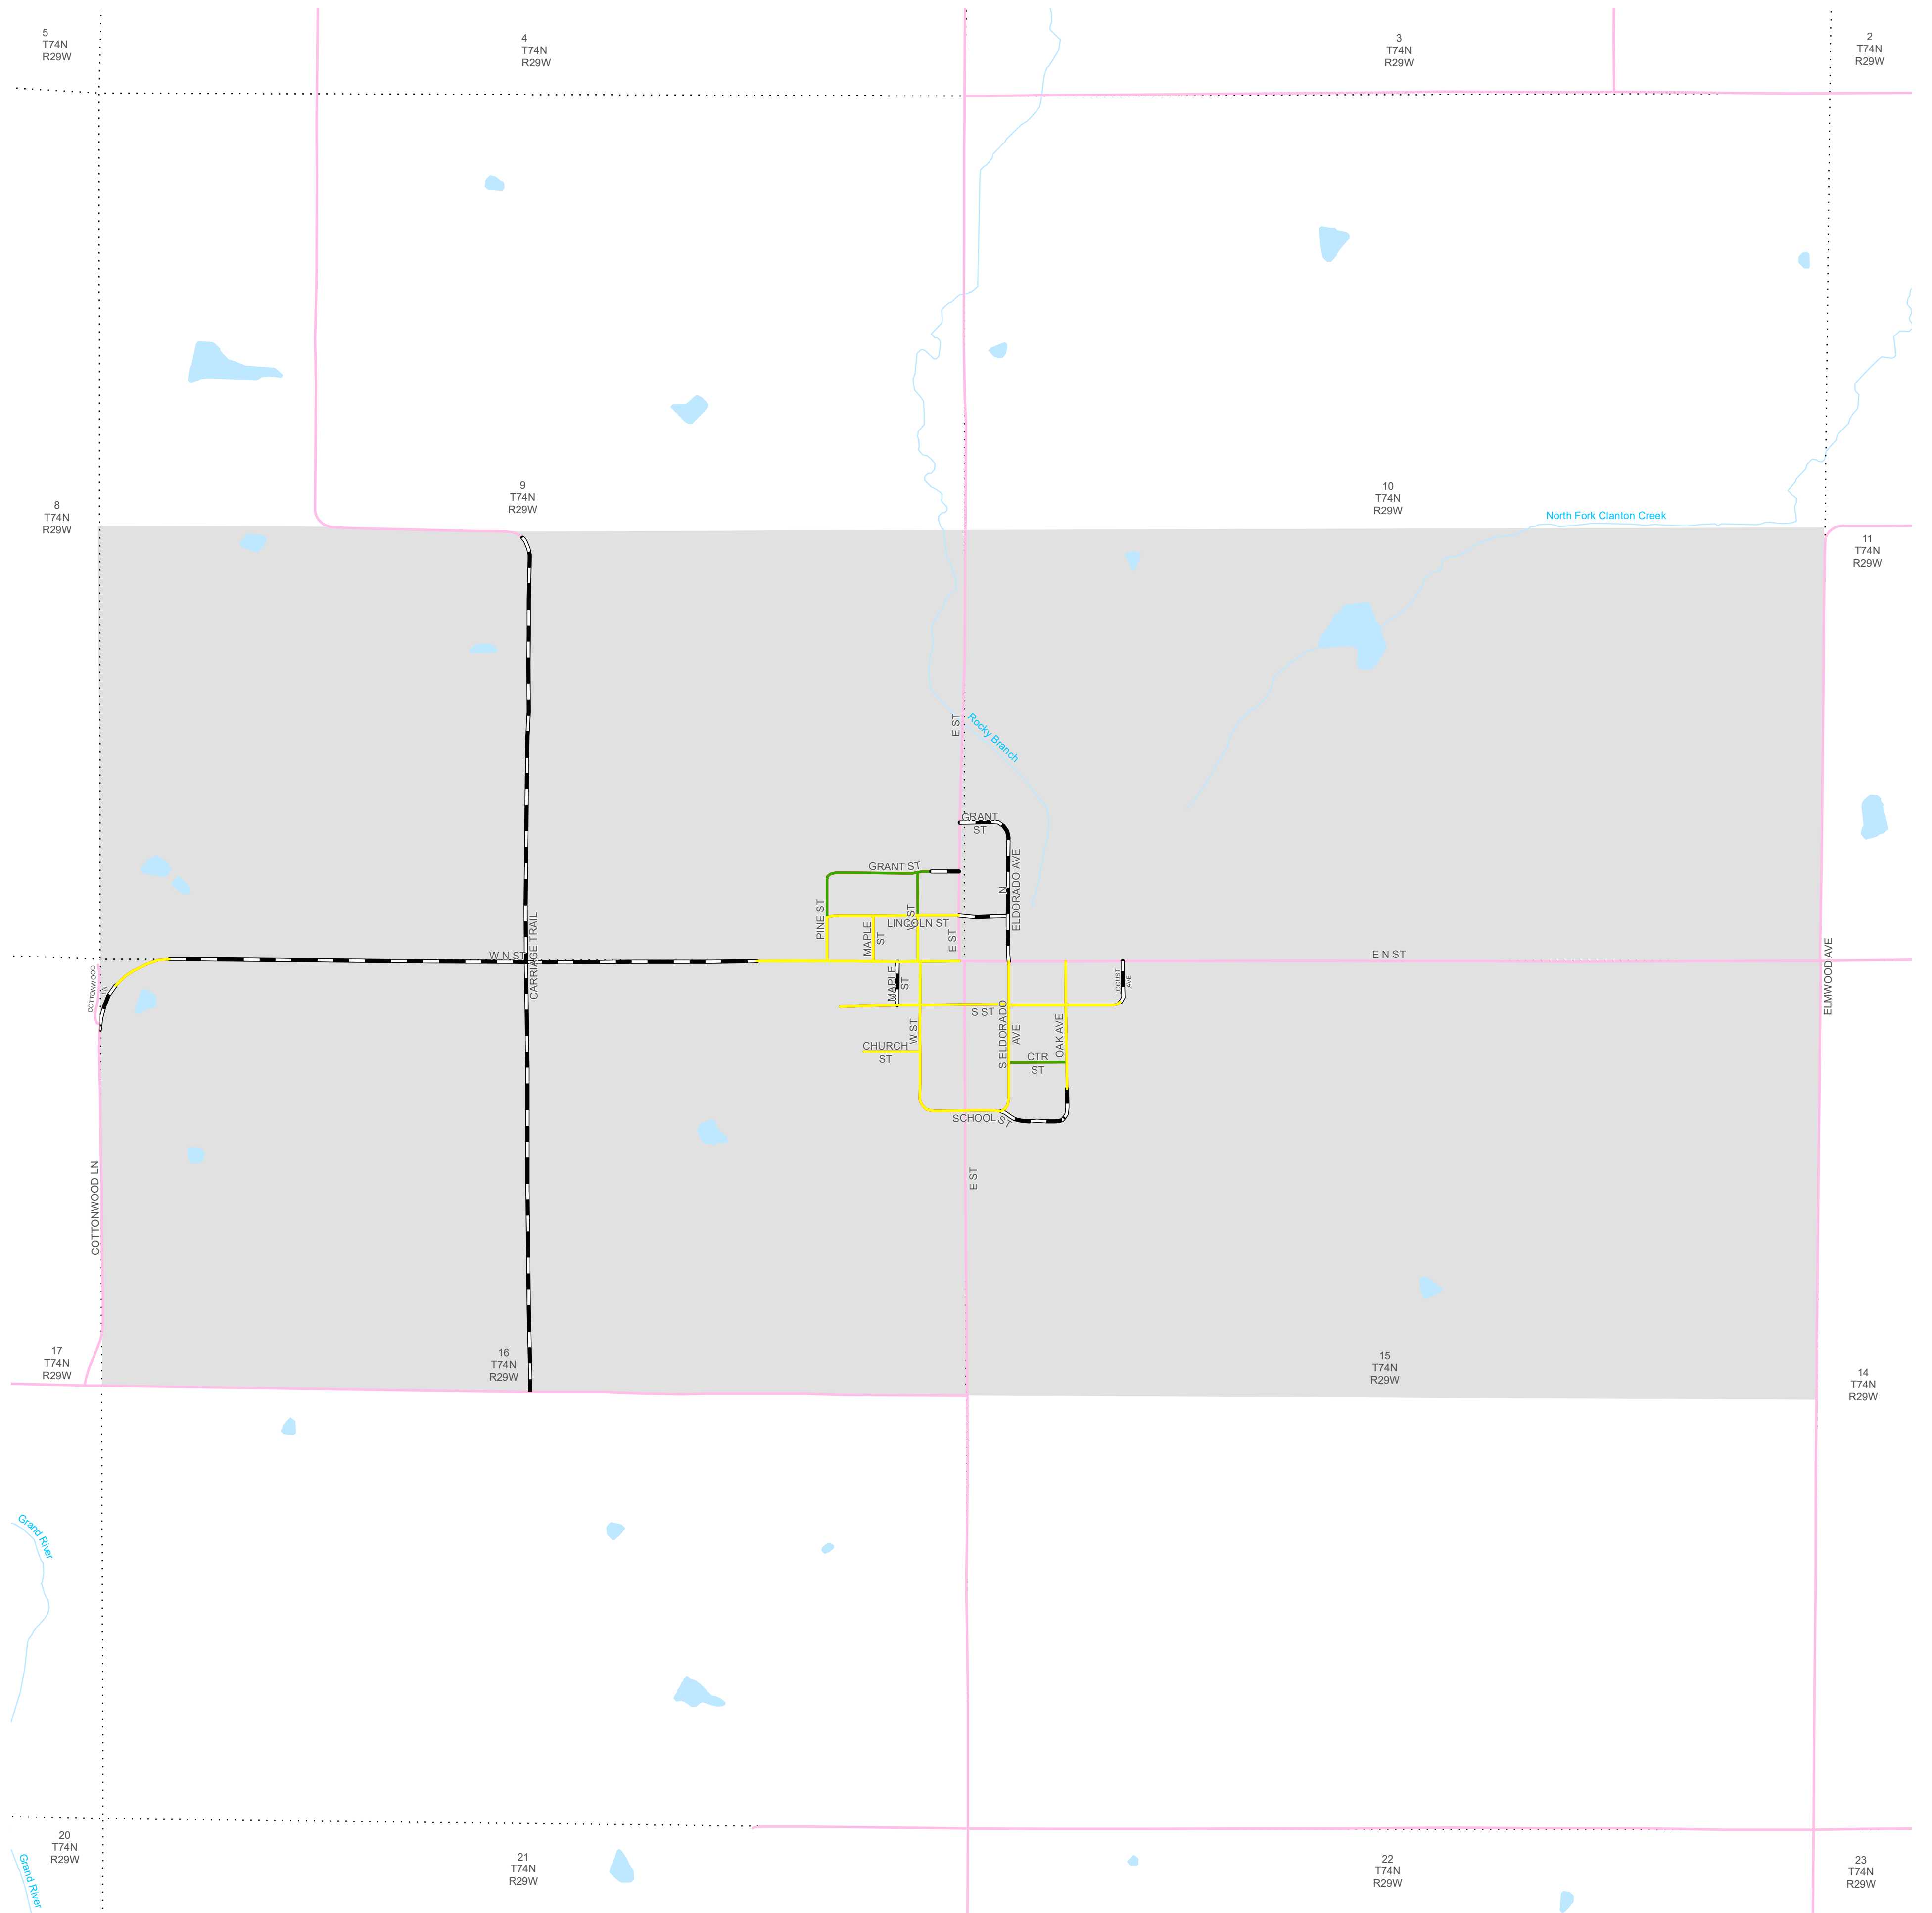 5
T74N
R29W
4
T74N
R29W
3
T74N
R29W
2
T74N
R29W
8
T74N
R29W
9
T74N
R29W
10
T74N
R29W
North Fork Clanton Creek
11
T74N
R29W
E ST
Rocky Branch
GRANT
ST
GRANT ST
N
ELDORADO AVE
PINE ST
W ST
LINCOLN ST
MAPLE
ST
E ST
CARRIAGE TRAIL
W N ST
E N ST
ELMWOOD AVE
COTTONWOOD
LN
MAPLE
ST
LOCUST
AVE
S ST
S ELDORADO
AVE
OAK AVE
W ST
CHURCH
ST
CTR
ST
SCHOOL ST
E ST
COTTONWOOD LN
17
T74N
R29W
16
T74N
R29W
15
T74N
R29W
14
T74N
R29W
Grand River
20
T74N
R29W
Grand River
21
T74N
R29W
22
T74N
R29W
23
T74N
R29W